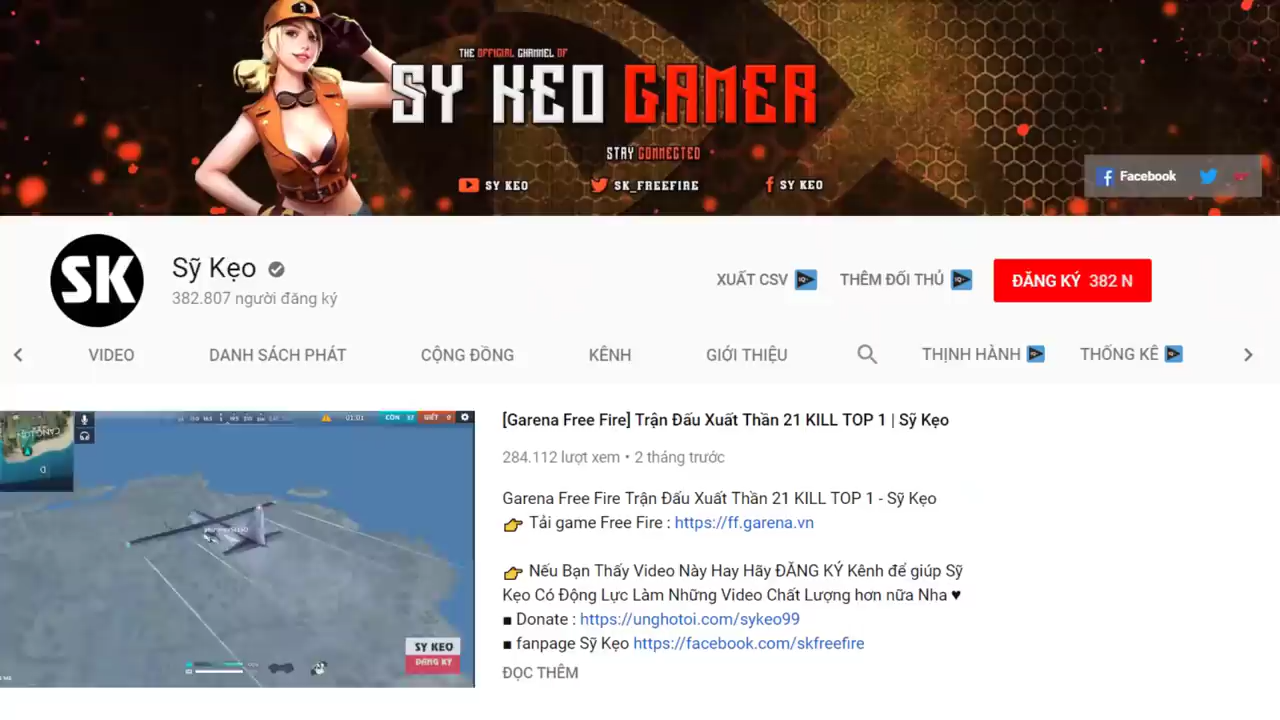 THE OFFICIAL CHANNEL OF
SY KEO GAMER
STAY CONNECTED
SY KEO SK_FREEFIRE SY KEO
Facebook
SK
Sỹ Kẹo
382.807 người đăng ký
XUẤT CSV THÊM ĐỐI THỦ ĐĂNG KÝ 382 N
VIDEO DANH SÁCH PHÁT CỘNG ĐỒNG KÊNH GIỚI THIỆU THỊNH HÀNH THỐNG KÊ
01:01 CÒN 37 GIẾT 0
SY KEO
ĐĂNG KÝ
[Garena Free Fire] Trận Đấu Xuất Thần 21 KILL TOP 1 | Sỹ Kẹo
284.112 lượt xem • 2 tháng trước
Garena Free Fire Trận Đấu Xuất Thần 21 KILL TOP 1 - Sỹ Kẹo
👉 Tải game Free Fire : https://ff.garena.vn
👉 Nếu Bạn Thấy Video Này Hay Hãy ĐĂNG KÝ Kênh để giúp Sỹ
Kẹo Có Động Lực Làm Những Video Chất Lượng hơn nữa Nha ♥
■ Donate : https://unghotoi.com/sykeo99
■ fanpage Sỹ Kẹo https://facebook.com/skfreefire
ĐỌC THÊM